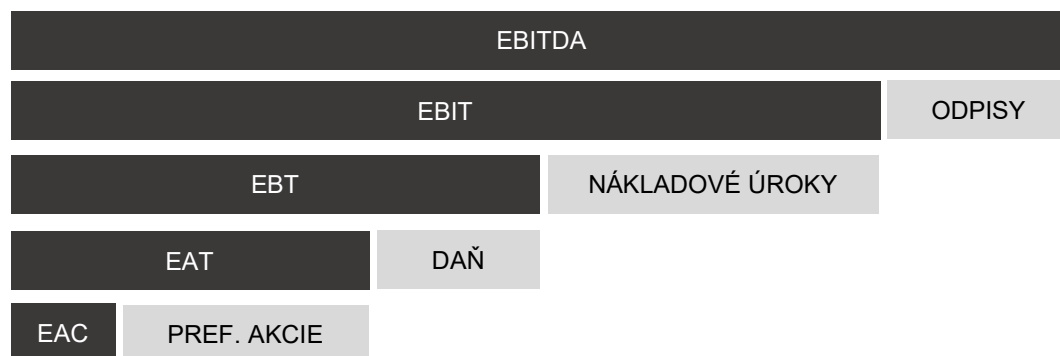 EBITDA
EBIT ODPISY
EBT NÁKLADOVÉ ÚROKY
EAT DAŇ
EAC PREF. AKCIE